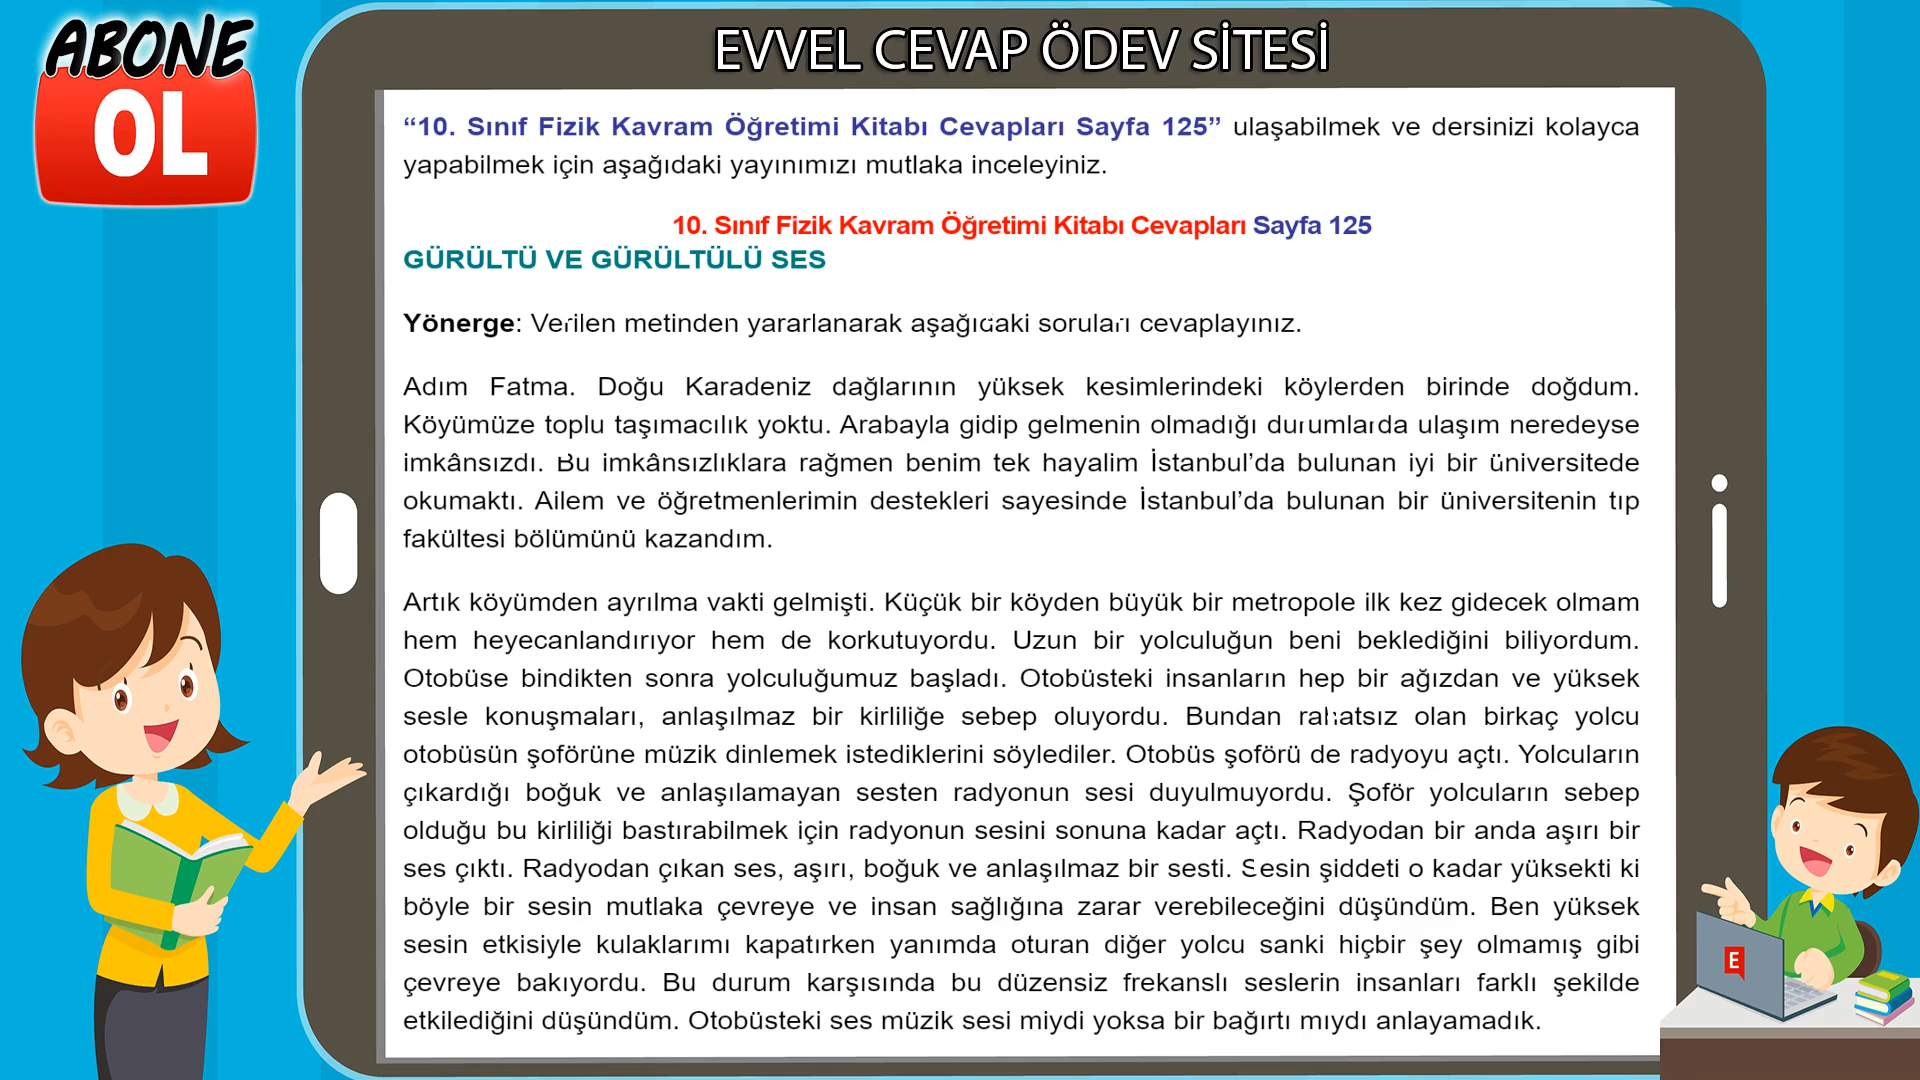 ABONE
OL
EVVEL CEVAP ÖDEV SİTESİ
“10. Sınıf Fizik Kavram Öğretimi Kitabı Cevapları Sayfa 125” ulaşabilmek ve dersinizi kolayca
yapabilmek için aşağıdaki yayınımızı mutlaka inceleyiniz.
10. Sınıf Fizik Kavram Öğretimi Kitabı Cevapları Sayfa 125
GÜRÜLTÜ VE GÜRÜLTÜLÜ SES
Yönerge: Verilen metinden yararlanarak aşağıdaki soruları cevaplayınız.
Adım Fatma. Doğu Karadeniz dağlarının yüksek kesimlerindeki köylerden birinde doğdum.
Köyümüze toplu taşımacılık yoktu. Arabayla gidip gelmenin olmadığı durumlarda ulaşım neredeyse
imkânsızdı. Bu imkânsızlıklara rağmen benim tek hayalim İstanbul’da bulunan iyi bir üniversitede
okumaktı. Ailem ve öğretmenlerimin destekleri sayesinde İstanbul’da bulunan bir üniversitenin tıp
fakültesi bölümünü kazandım.
Artık köyümden ayrılma vakti gelmişti. Küçük bir köyden büyük bir metropole ilk kez gidecek olmam
hem heyecanlandırıyor hem de korkutuyordu. Uzun bir yolculuğun beni beklediğini biliyordum.
Otobüse bindikten sonra yolculuğumuz başladı. Otobüsteki insanların hep bir ağızdan ve yüksek
sesle konuşmaları, anlaşılmaz bir kirliliğe sebep oluyordu. Bundan rahatsız olan birkaç yolcu
otobüsün şoförüne müzik dinlemek istediklerini söylediler. Otobüs şoförü de radyoyu açtı. Yolcuların
çıkardığı boğuk ve anlaşılamayan sesten radyonun sesi duyulmuyordu. Şoför yolcuların sebep
olduğu bu kirliliği bastırabilmek için radyonun sesini sonuna kadar açtı. Radyodan bir anda aşırı bir
ses çıktı. Radyodan çıkan ses, aşırı, boğuk ve anlaşılmaz bir sesti. Sesin şiddeti o kadar yüksekti ki
böyle bir sesin mutlaka çevreye ve insan sağlığına zarar verebileceğini düşündüm. Ben yüksek
sesin etkisiyle kulaklarımı kapatırken yanımda oturan diğer yolcu sanki hiçbir şey olmamış gibi
çevreye bakıyordu. Bu durum karşısında bu düzensiz frekanslı seslerin insanları farklı şekilde
etkilediğini düşündüm. Otobüsteki ses müzik sesi miydi yoksa bir bağırtı mıydı anlayamadık.
E